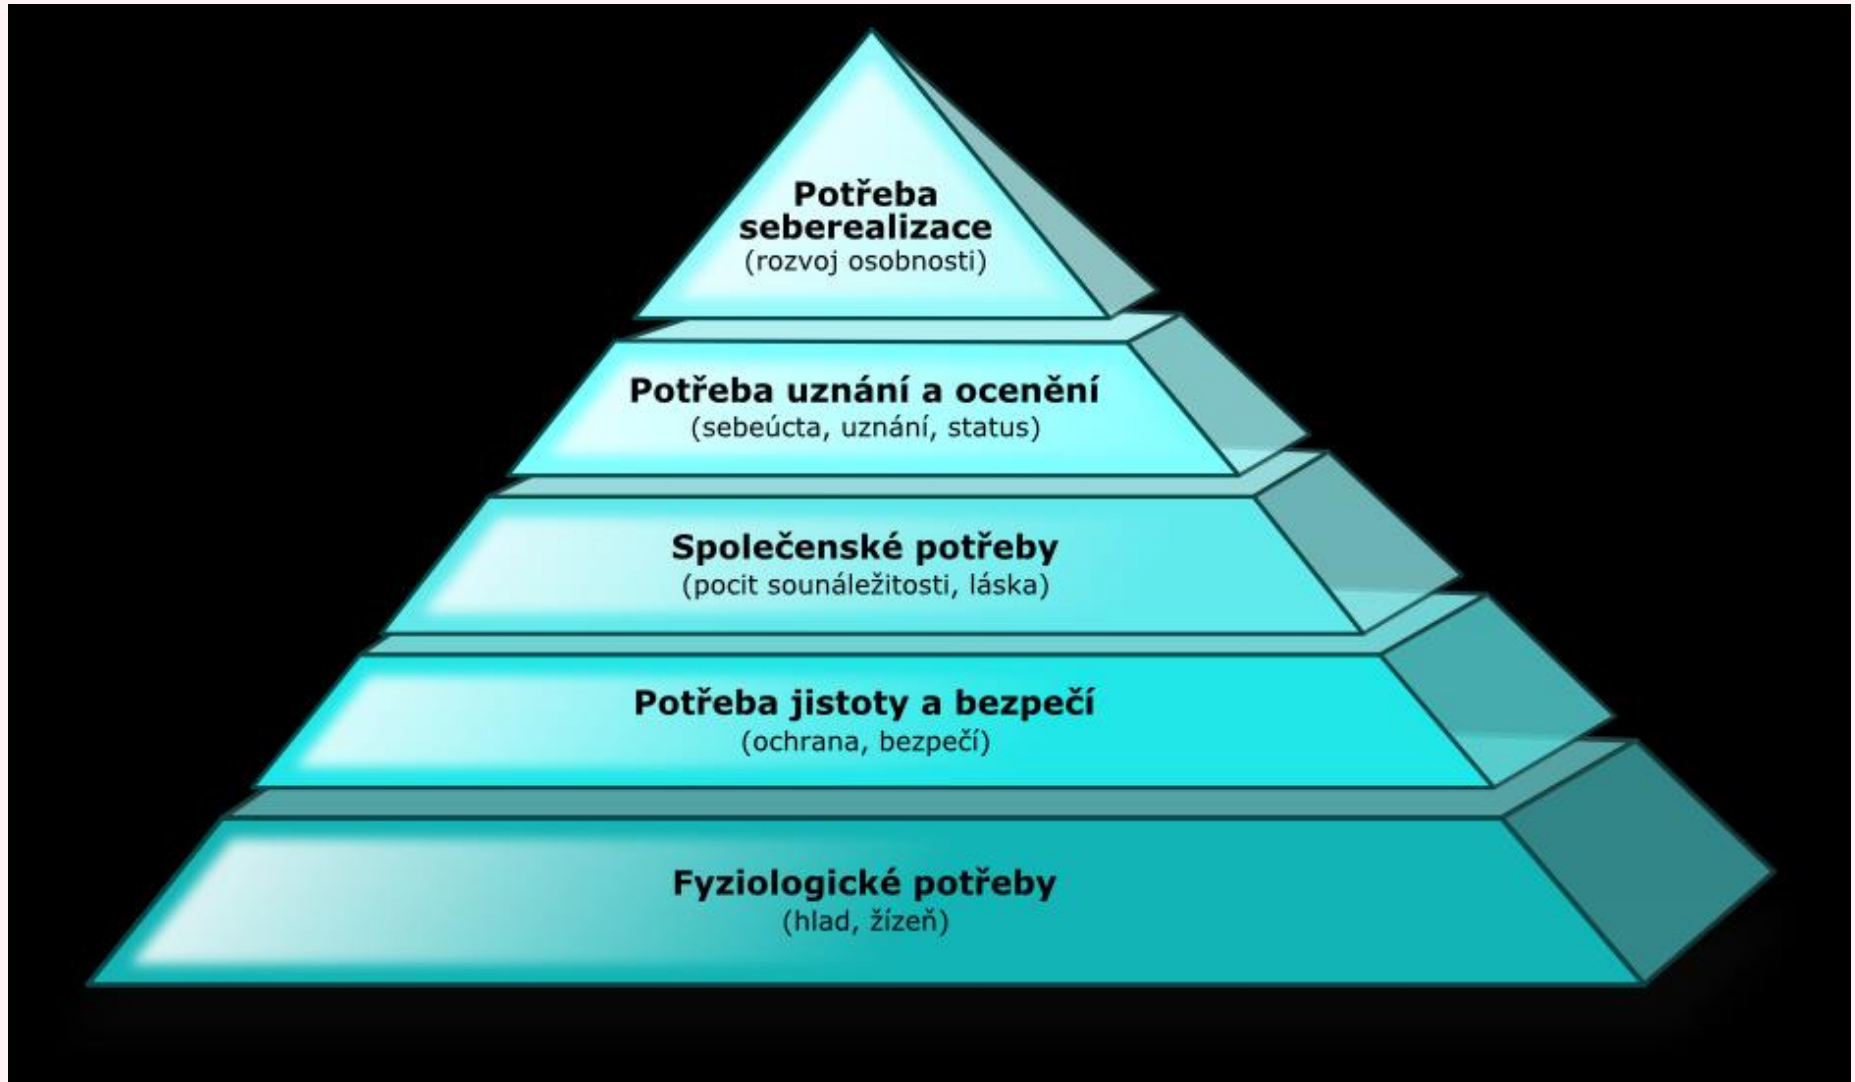 Potřeba
seberealizace
(rozvoj osobnosti)
Potřeba uznání a ocenění
(sebeúcta, uznání, status)
Společenské potřeby
(pocit sounáležitosti, láska)
Potřeba jistoty a bezpečí
(ochrana, bezpečí)
Fyziologické potřeby
(hlad, žízeň)